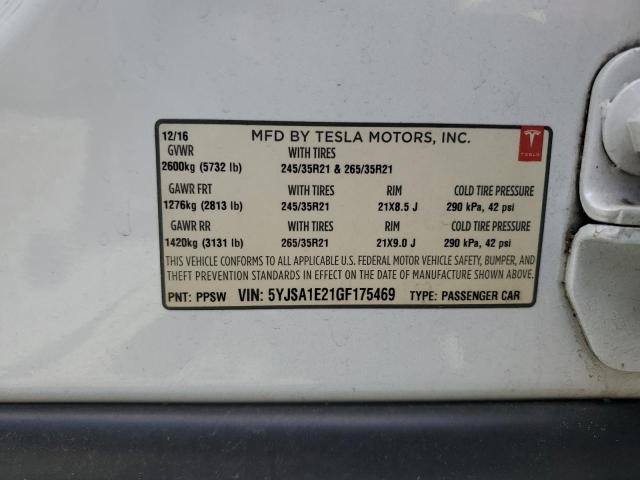 12/16 MFD BY TESLA MOTORS, INC.
TESLA
GVWR WITH TIRES
2600kg (5732 lb) 245/35R21 & 265/35R21
GAWR FRT WITH TIRES RIM COLD TIRE PRESSURE
1276kg (2813 lb) 245/35R21 21X8.5 J 290 kPa, 42 psi
GAWR RR WITH TIRES RIM COLD TIRE PRESSURE
1420kg (3131 lb) 265/35R21 21X9.0 J 290 kPa, 42 psi
THIS VEHICLE CONFORMS TO ALL APPLICABLE U.S. FEDERAL MOTOR VEHICLE SAFETY, BUMPER, AND
THEFT PREVENTION STANDARDS IN EFFECT ON THE DATE OF MANUFACTURE SHOWN ABOVE.
PNT: PPSW VIN: 5YJSA1E21GF175469 TYPE: PASSENGER CAR